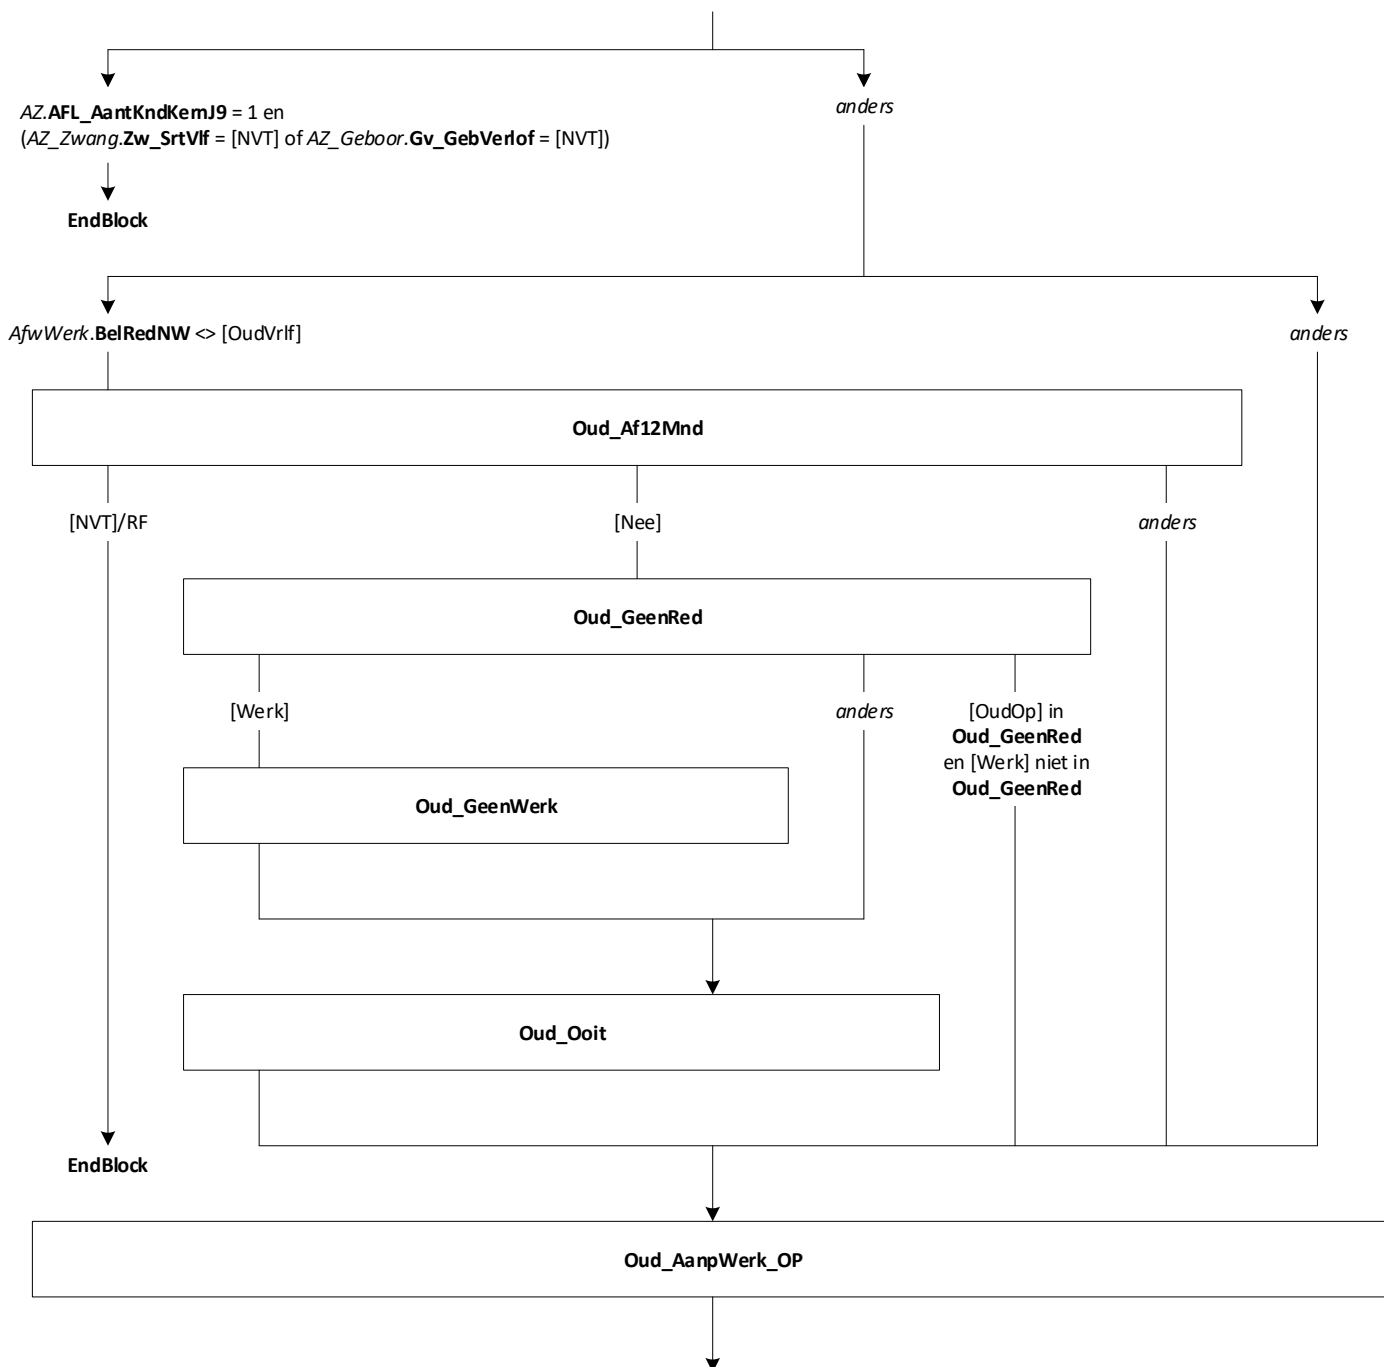 AZ.AFL_AantKndKernJ9 = 1 en
(AZ_Zwang.Zw_SrtVlf = [NVT] of AZ_Geboor.Gv_GebVerlof = [NVT])
anders
EndBlock
AfwWerk.BelRedNW <> [OudVrlf]
anders
Oud_Af12Mnd
[NVT]/RF
[Nee]
anders
Oud_GeenRed
[Werk]
anders
[OudOp] in
Oud_GeenRed
en [Werk] niet in
Oud_GeenRed
Oud_GeenWerk
Oud_Ooit
EndBlock
Oud_AanpWerk_OP